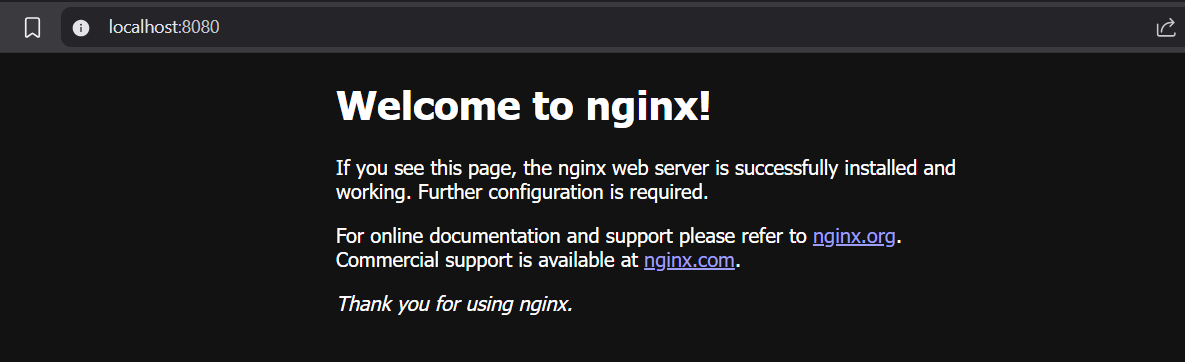 localhost:8080
Welcome to nginx!
If you see this page, the nginx web server is successfully installed and
working. Further configuration is required.
For online documentation and support please refer to nginx.org.
Commercial support is available at nginx.com.
Thank you for using nginx.